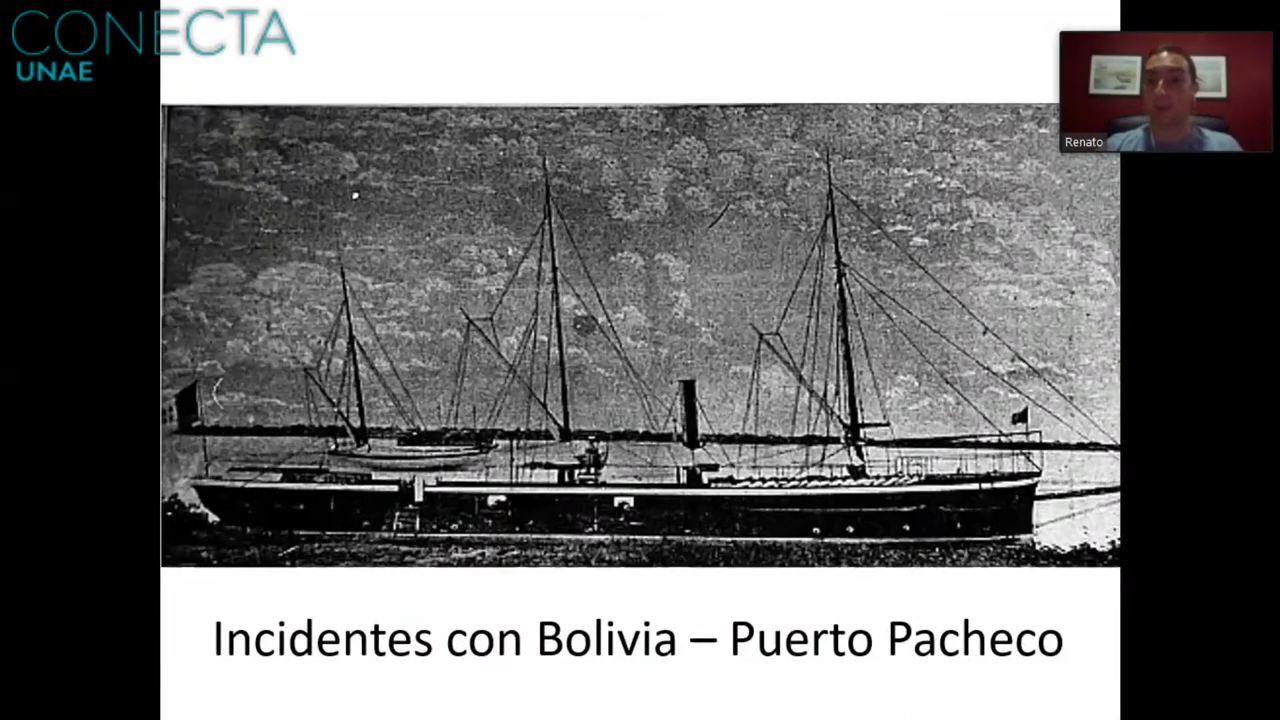 CONECTA
UNAE
Renato
Incidentes con Bolivia – Puerto Pacheco